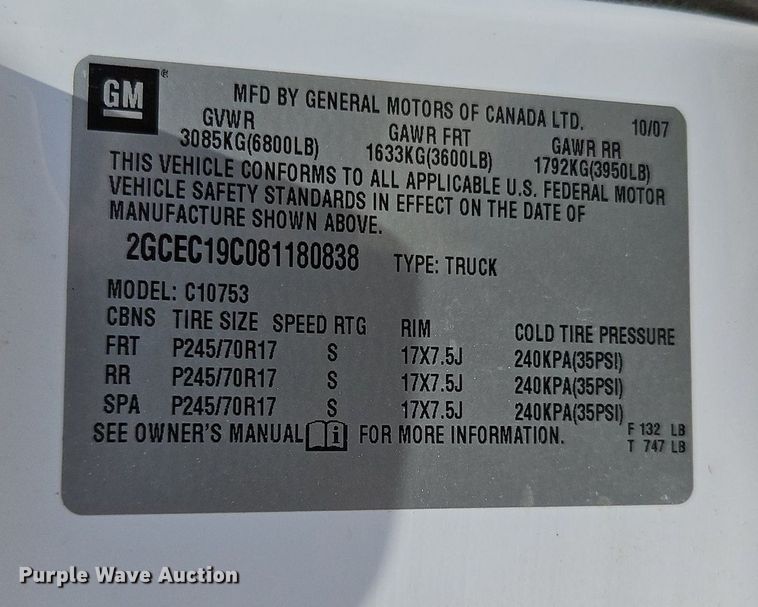 GM ®
MFD BY GENERAL MOTORS OF CANADA LTD. 10/07
GVWR GAWR FRT GAWR RR
3085KG(6800LB) 1633KG(3600LB) 1792KG(3950LB)
THIS VEHICLE CONFORMS TO ALL APPLICABLE U.S. FEDERAL MOTOR
VEHICLE SAFETY STANDARDS IN EFFECT ON THE DATE OF
MANUFACTURE SHOWN ABOVE.
2GCEC19C081180838 TYPE: TRUCK
MODEL: C10753
CBNS TIRE SIZE SPEED RTG RIM COLD TIRE PRESSURE
FRT P245/70R17 S 17X7.5J 240KPA(35PSI)
RR P245/70R17 S 17X7.5J 240KPA(35PSI)
SPA P245/70R17 S 17X7.5J 240KPA(35PSI)
SEE OWNER'S MANUAL i FOR MORE INFORMATION.
F 132 LB
T 747 LB
Purple Wave Auction